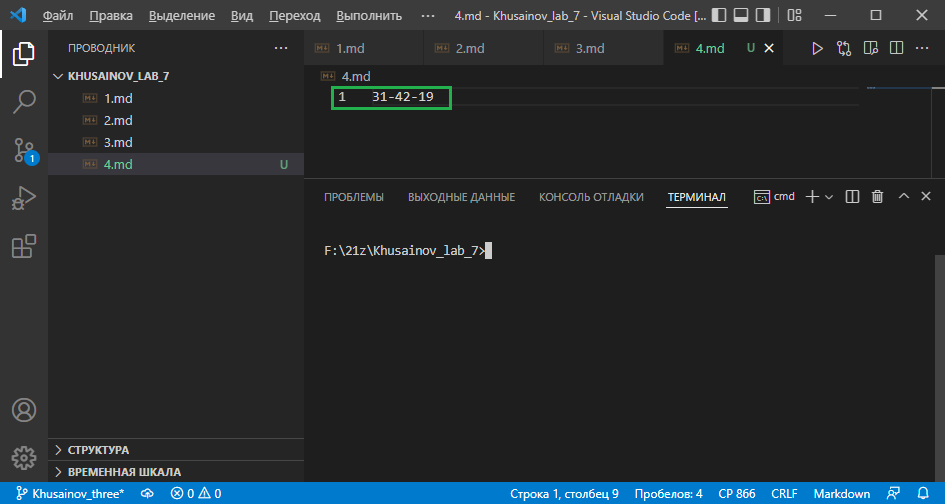 Файл Правка Выделение Вид Переход Выполнить ··· 4.md - Khusainov_lab_7 - Visual Studio Code [...
ПРОВОДНИК ···
KHUSAINOV_LAB_7
1.md
2.md
3.md
4.md U
1.md 2.md 3.md 4.md U
4.md
1 31-42-19
ПРОБЛЕМЫ ВЫХОДНЫЕ ДАННЫЕ КОНСОЛЬ ОТЛАДКИ ТЕРМИНАЛ cmd
F:\21z\Khusainov_lab_7>
СТРУКТУРА
ВРЕМЕННАЯ ШКАЛА
1
Khusainov_three* 0 0 Строка 1, столбец 9 Пробелов: 4 CP 866 CRLF Markdown